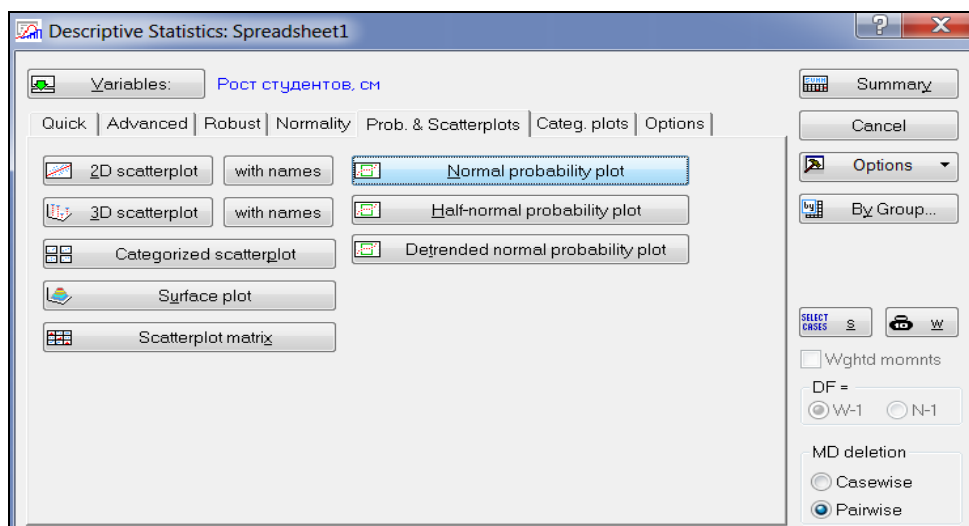 Descriptive Statistics: Spreadsheet1
Variables: Рост студентов, см
Quick Advanced Robust Normality Prob. & Scatterplots Categ. plots Options
2D scatterplot with names Normal probability plot
3D scatterplot with names Half-normal probability plot
Categorized scatterplot Detrended normal probability plot
Surface plot
Scatterplot matrix
Summary
Cancel
Options
By Group...
SELECT CASES S W
Wghtd momnts
DF =
W-1 N-1
MD deletion
Casewise
Pairwise